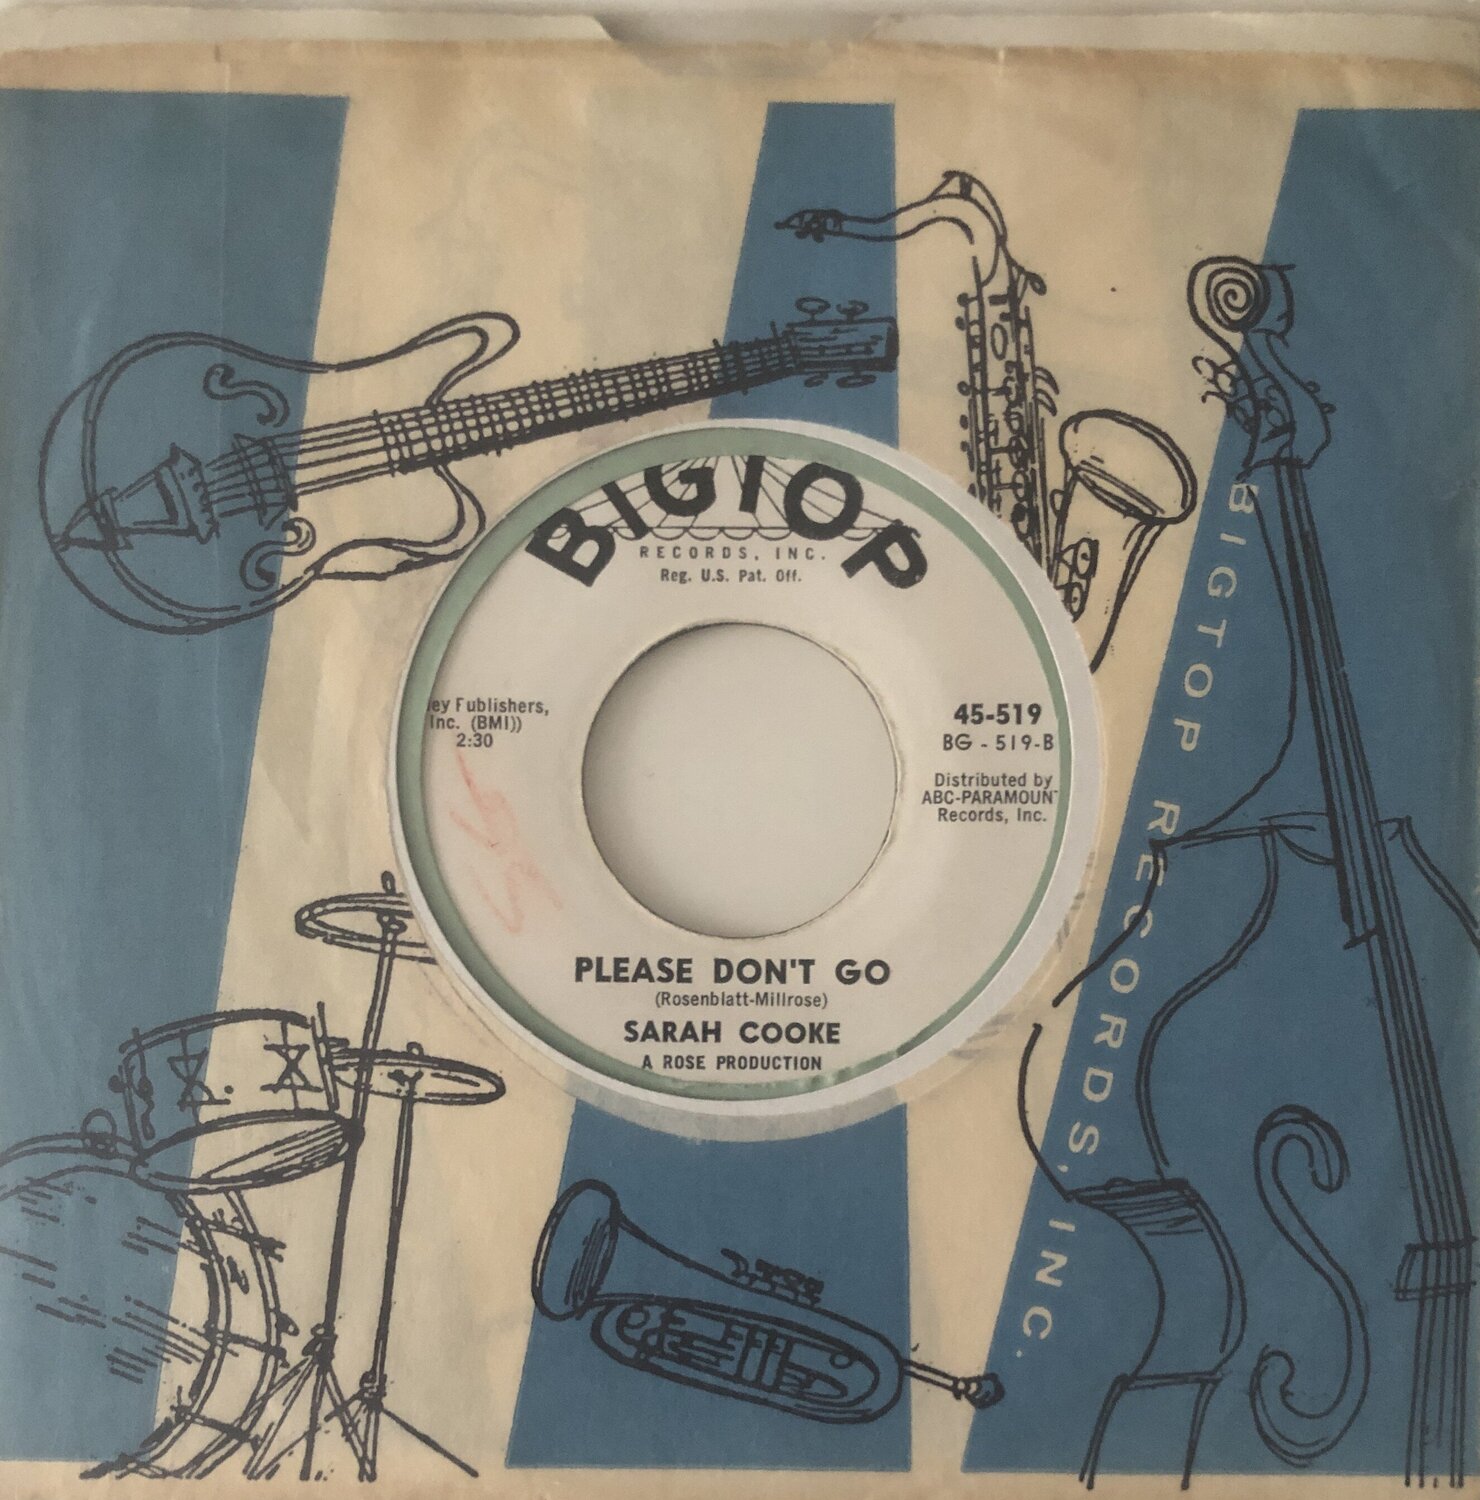 BIGTOP
RECORDS, INC.
Reg. U.S. Pat. Off.
ey Fublishers,
Inc. (BMI))
2:30
45-519
BG - 519-B
Distributed by
ABC-PARAMOUNT
Records, Inc.
PLEASE DON'T GO
(Rosenblatt-Millrose)
SARAH COOKE
A ROSE PRODUCTION
BIGTOP RECORDS, INC.